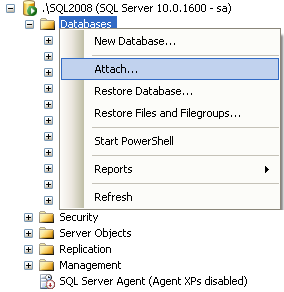 .\SQL2008 (SQL Server 10.0.1600 - sa)
Databases
New Database...
Attach...
Restore Database...
Restore Files and Filegroups...
Start PowerShell
Reports
Refresh
Security
Server Objects
Replication
Management
SQL Server Agent (Agent XPs disabled)